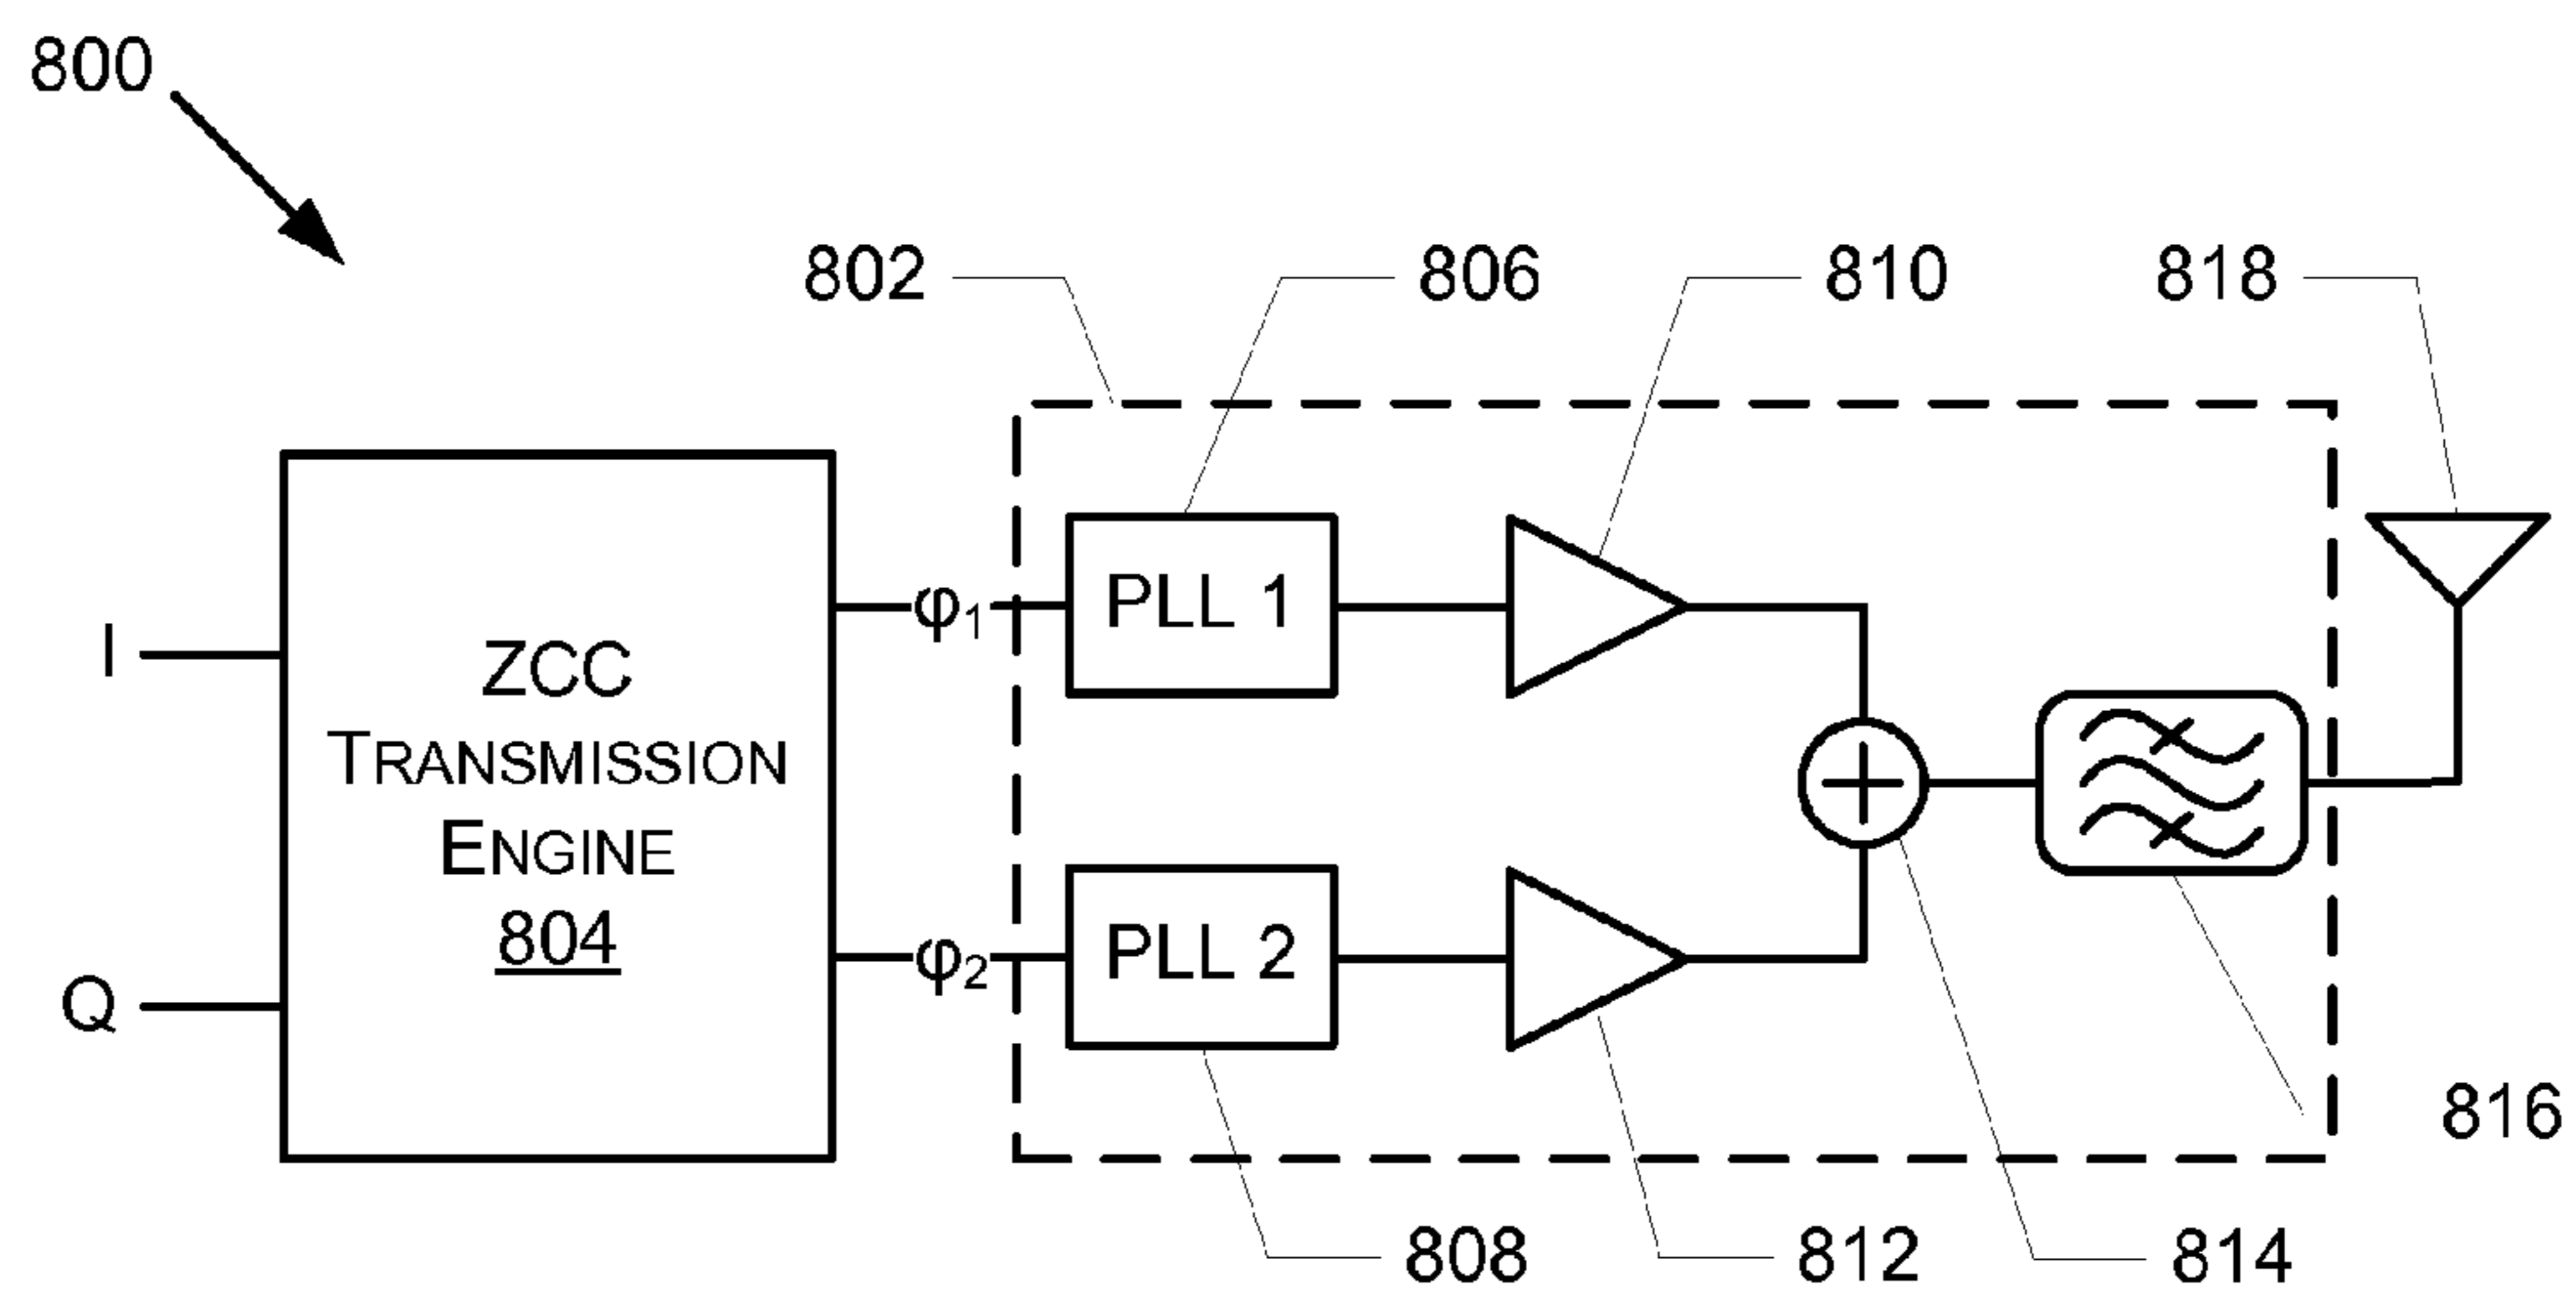 800
802
806
810
818
ZCC
TRANSMISSION
ENGINE
804
I
Q
φ1
φ2
PLL 1
PLL 2
816
808
812
814